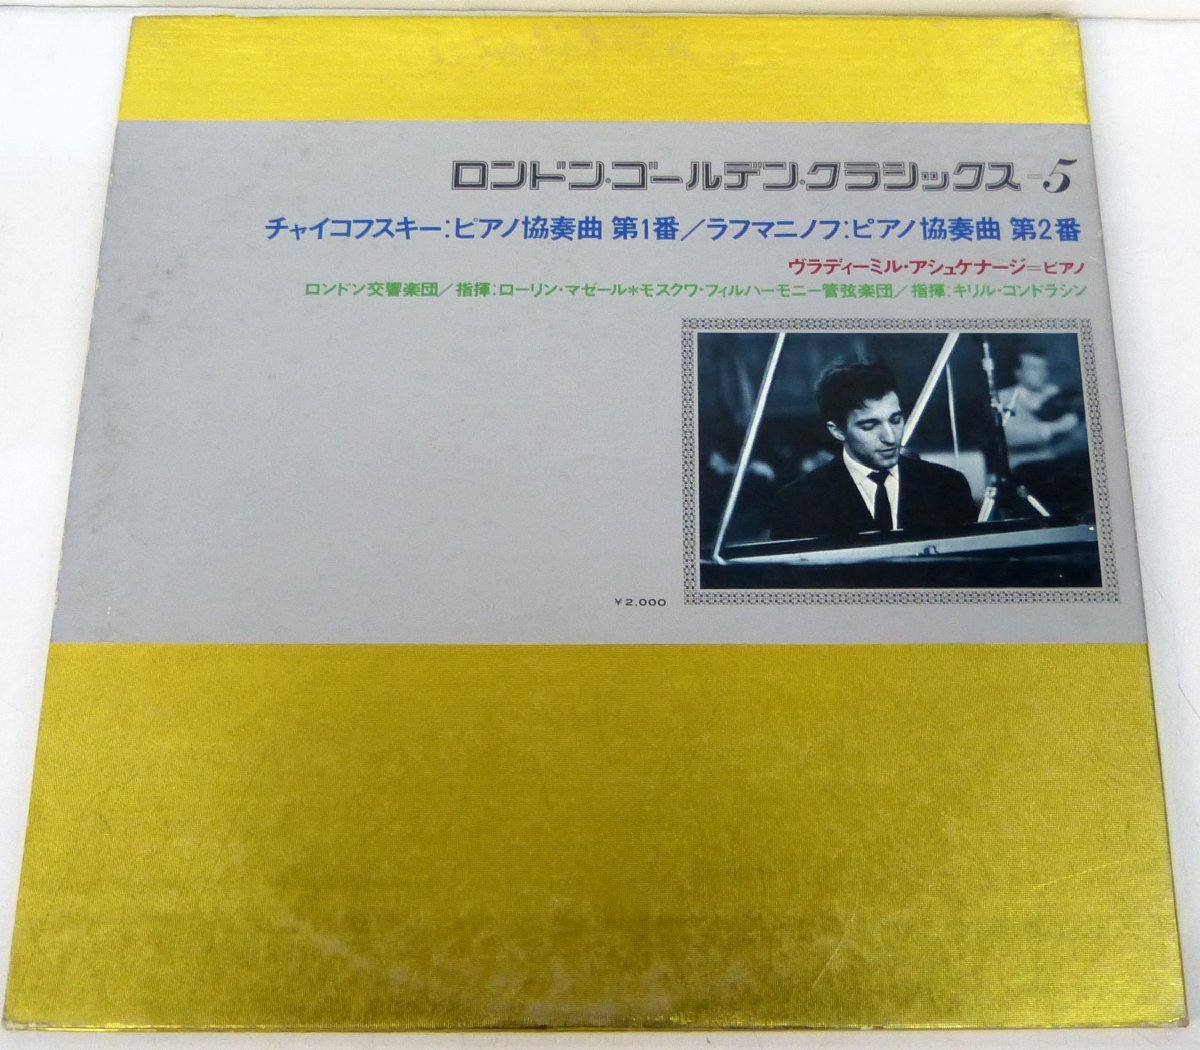 ロンドン・ゴールデン・クラシックス=5
チャイコフスキー:ピアノ協奏曲 第1番/ラフマニノフ:ピアノ協奏曲 第2番
ヴラディーミル・アシュケナージ=ピアノ
ロンドン交響楽団/指揮:ローリン・マゼール*モスクワ・フィルハーモニー管弦楽団/指揮:キリル・コンドラシン
¥2,000